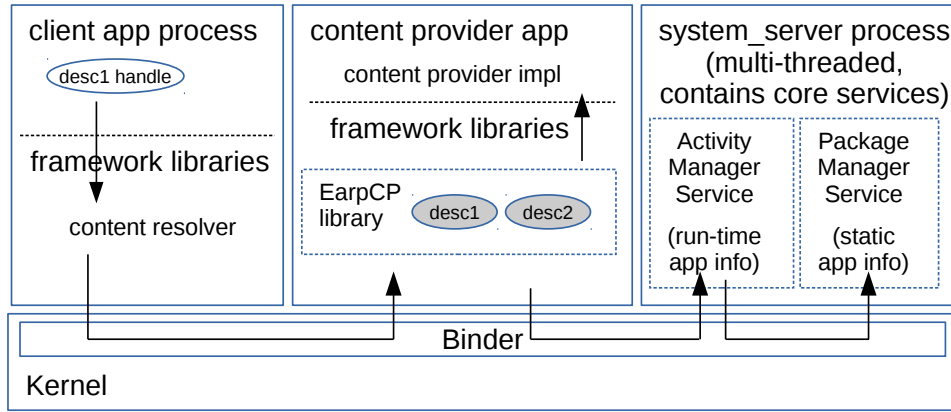 client app process
desc1 handle
framework libraries
content resolver
content provider app
content provider impl
framework libraries
EarpCP
library
desc1
desc2
system_server process
(multi-threaded,
contains core services)
Activity
Manager
Service
(run-time
app info)
Package
Manager
Service
(static
app info)
Binder
Kernel